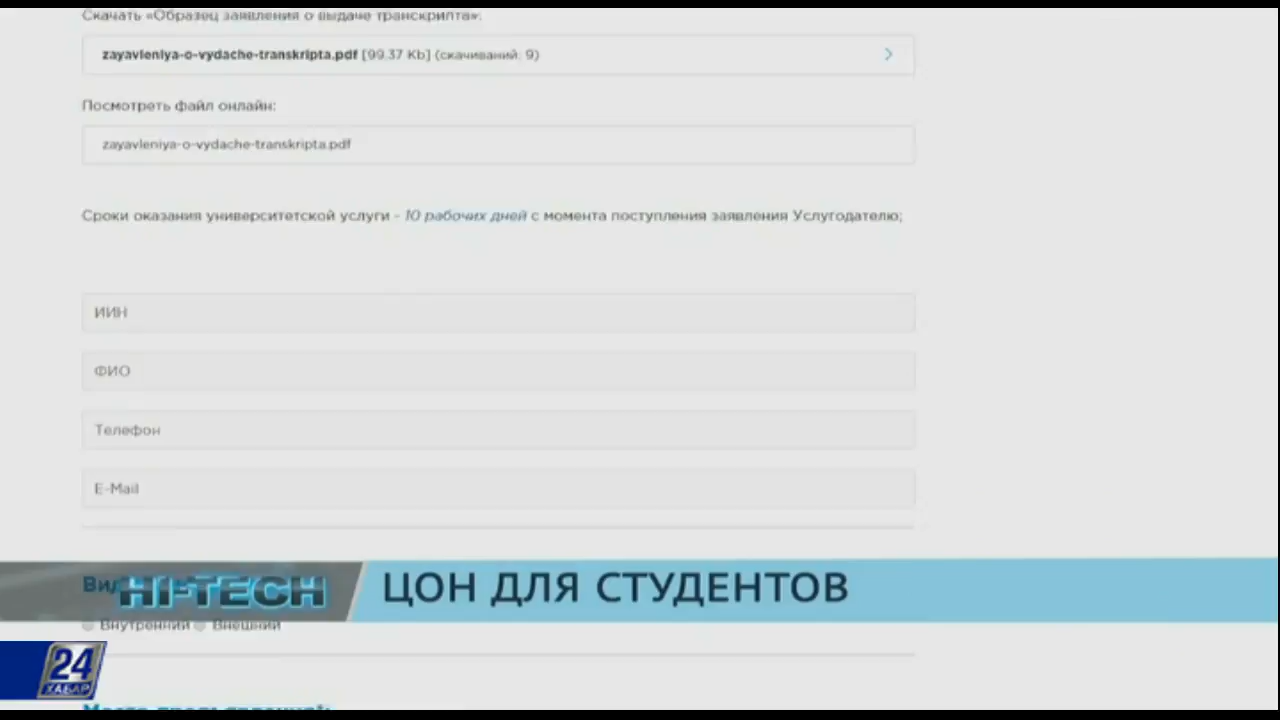 Скачать «Образец заявления о выдаче транскрипта»:
zayavleniya-o-vydache-transkripta.pdf [99.37 Kb] (скачиваний: 9)
Посмотреть файл онлайн:
zayavleniya-o-vydache-transkripta.pdf
Сроки оказания университетской услуги - 10 рабочих дней с момента поступления заявления Услугодателю;
ИИН
ФИО
Телефон
E-Mail
HI-TECH
ЦОН ДЛЯ СТУДЕНТОВ
Внутренний Внешний
24
ХАБАР